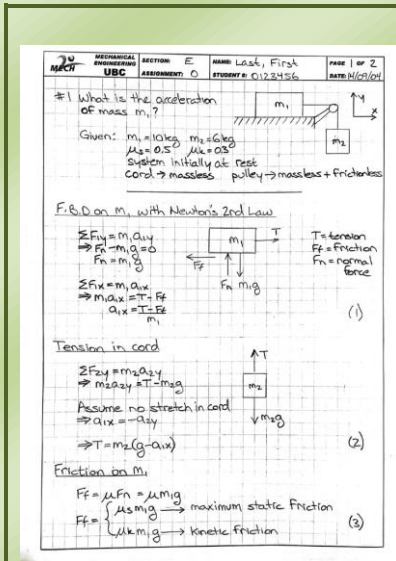 MECH 2
MECHANICAL ENGINEERING UBC
SECTION: E
ASSIGNMENT: 0
NAME: Last, First
STUDENT #: 0123456
PAGE 1 OF 2
DATE: 14/09/04
#1 What is the acceleration
of mass m₁?
m₁
y
x
m₂
Given: m₁=10kg m₂=6kg
μs=0.5 μk=0.3
system initially at rest
cord → massless pulley → massless + frictionless
F.B.D on m₁ with Newton's 2nd Law
ΣF₁y=m₁a₁y
⇒ Fn-m₁g=0
Fn=m₁g
m₁
T
Ff
Fn m₁g
T=tension
Ff=friction
Fn=normal
force
ΣF₁x=m₁a₁x
⇒ m₁a₁x=T-Ff
a₁x=T-Ff
m₁
(1)
Tension in cord
ΣF₂y=m₂a₂y
⇒ m₂a₂y=T-m₂g
T
m₂
m₂g
Assume no stretch in cord
⇒ a₁x=-a₂y
⇒ T=m₂(g-a₁x)
(2)
Friction on m₁
Ff=μFn=μm₁g
Ff={ μsm₁g → maximum static friction
μkm₁g → kinetic friction
(3)